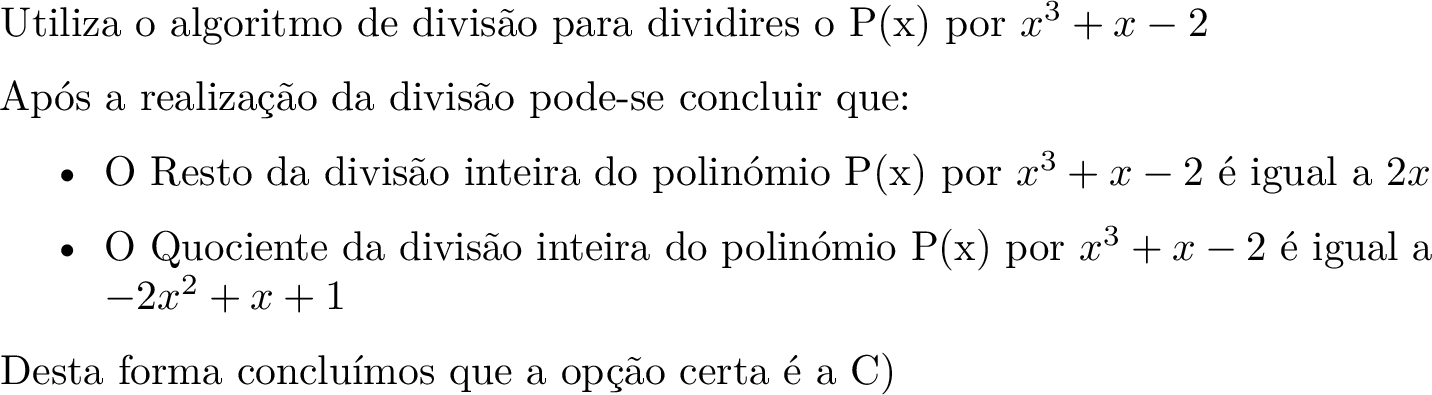 Utiliza o algoritmo de divisão para dividires o P(x) por $x^3 + x - 2$
Após a realização da divisão pode-se concluir que:
• O Resto da divisão inteira do polinómio P(x) por $x^3 + x - 2$ é igual a $2x$
• O Quociente da divisão inteira do polinómio P(x) por $x^3 + x - 2$ é igual a
$-2x^2 + x + 1$
Desta forma concluímos que a opção certa é a C)